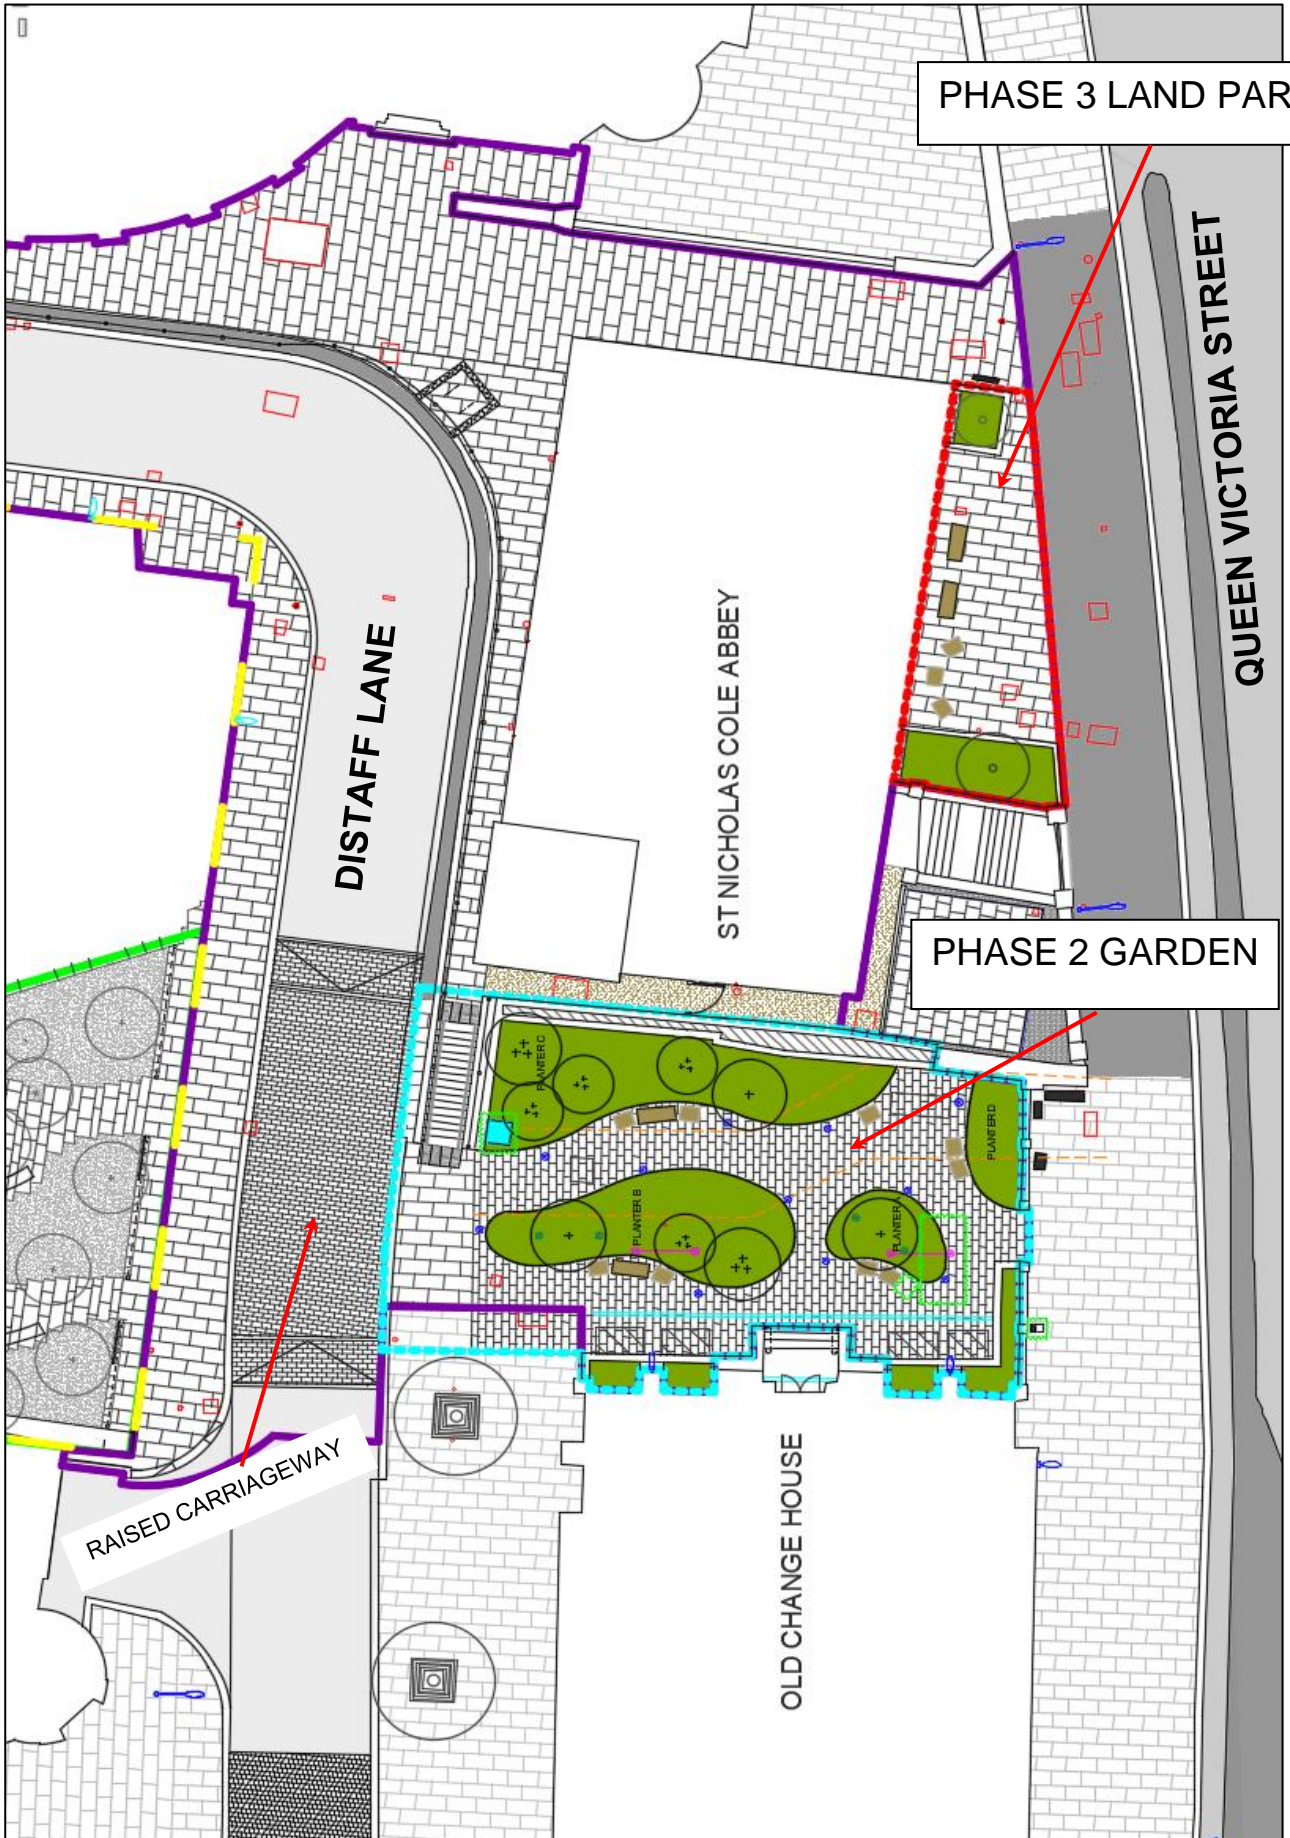 PHASE 3 LAND PAR
QUEEN VICTORIA STREET
DISTAFF LANE
ST NICHOLAS COLE ABBEY
PHASE 2 GARDEN
PLANTER C
PLANTER D
PLANTER B
PLANTER A
RAISED CARRIAGEWAY
OLD CHANGE HOUSE